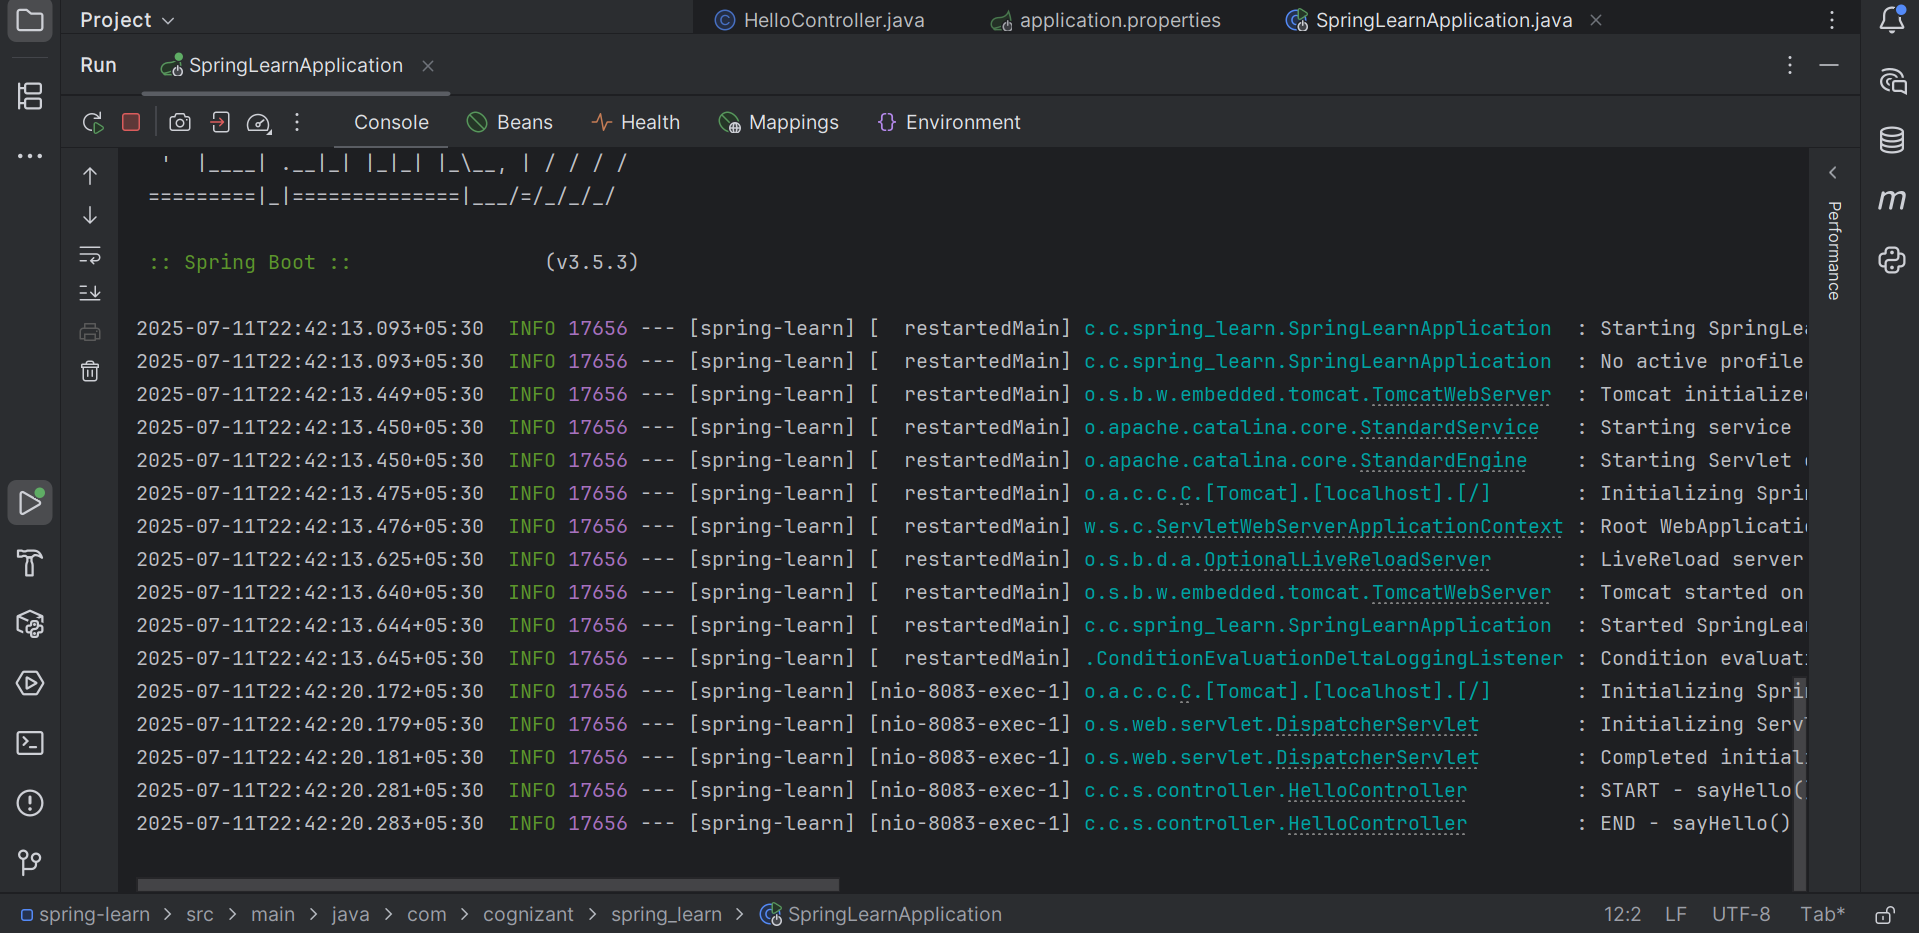 Project
HelloController.java
application.properties
SpringLearnApplication.java
Run
SpringLearnApplication
Console
Beans
Health
Mappings
Environment
' |____| .__|_| |_|_| |_\__, | / / / /
=========|_|==============|___/=/_/_/_/
:: Spring Boot ::                (v3.5.3)
2025-07-11T22:42:13.093+05:30  INFO 17656 --- [spring-learn] [  restartedMain] c.c.spring_learn.SpringLearnApplication  : Starting SpringLea
2025-07-11T22:42:13.093+05:30  INFO 17656 --- [spring-learn] [  restartedMain] c.c.spring_learn.SpringLearnApplication  : No active profile
2025-07-11T22:42:13.449+05:30  INFO 17656 --- [spring-learn] [  restartedMain] o.s.b.w.embedded.tomcat.TomcatWebServer  : Tomcat initialized
2025-07-11T22:42:13.450+05:30  INFO 17656 --- [spring-learn] [  restartedMain] o.apache.catalina.core.StandardService   : Starting service
2025-07-11T22:42:13.450+05:30  INFO 17656 --- [spring-learn] [  restartedMain] o.apache.catalina.core.StandardEngine    : Starting Servlet
2025-07-11T22:42:13.475+05:30  INFO 17656 --- [spring-learn] [  restartedMain] o.a.c.c.C.[Tomcat].[localhost].[/]       : Initializing Sprin
2025-07-11T22:42:13.476+05:30  INFO 17656 --- [spring-learn] [  restartedMain] w.s.c.ServletWebServerApplicationContext : Root WebApplicatio
2025-07-11T22:42:13.625+05:30  INFO 17656 --- [spring-learn] [  restartedMain] o.s.b.d.a.OptionalLiveReloadServer       : LiveReload server
2025-07-11T22:42:13.640+05:30  INFO 17656 --- [spring-learn] [  restartedMain] o.s.b.w.embedded.tomcat.TomcatWebServer  : Tomcat started on
2025-07-11T22:42:13.644+05:30  INFO 17656 --- [spring-learn] [  restartedMain] c.c.spring_learn.SpringLearnApplication  : Started SpringLear
2025-07-11T22:42:13.645+05:30  INFO 17656 --- [spring-learn] [  restartedMain] .ConditionEvaluationDeltaLoggingListener : Condition evaluati
2025-07-11T22:42:20.172+05:30  INFO 17656 --- [spring-learn] [nio-8083-exec-1] o.a.c.c.C.[Tomcat].[localhost].[/]       : Initializing Sprin
2025-07-11T22:42:20.179+05:30  INFO 17656 --- [spring-learn] [nio-8083-exec-1] o.s.web.servlet.DispatcherServlet        : Initializing Serv
2025-07-11T22:42:20.181+05:30  INFO 17656 --- [spring-learn] [nio-8083-exec-1] o.s.web.servlet.DispatcherServlet        : Completed initial
2025-07-11T22:42:20.281+05:30  INFO 17656 --- [spring-learn] [nio-8083-exec-1] c.c.s.controller.HelloController         : START - sayHello(
2025-07-11T22:42:20.283+05:30  INFO 17656 --- [spring-learn] [nio-8083-exec-1] c.c.s.controller.HelloController         : END - sayHello()
Performance
spring-learn > src > main > java > com > cognizant > spring_learn > SpringLearnApplication
12:2 LF UTF-8 Tab*